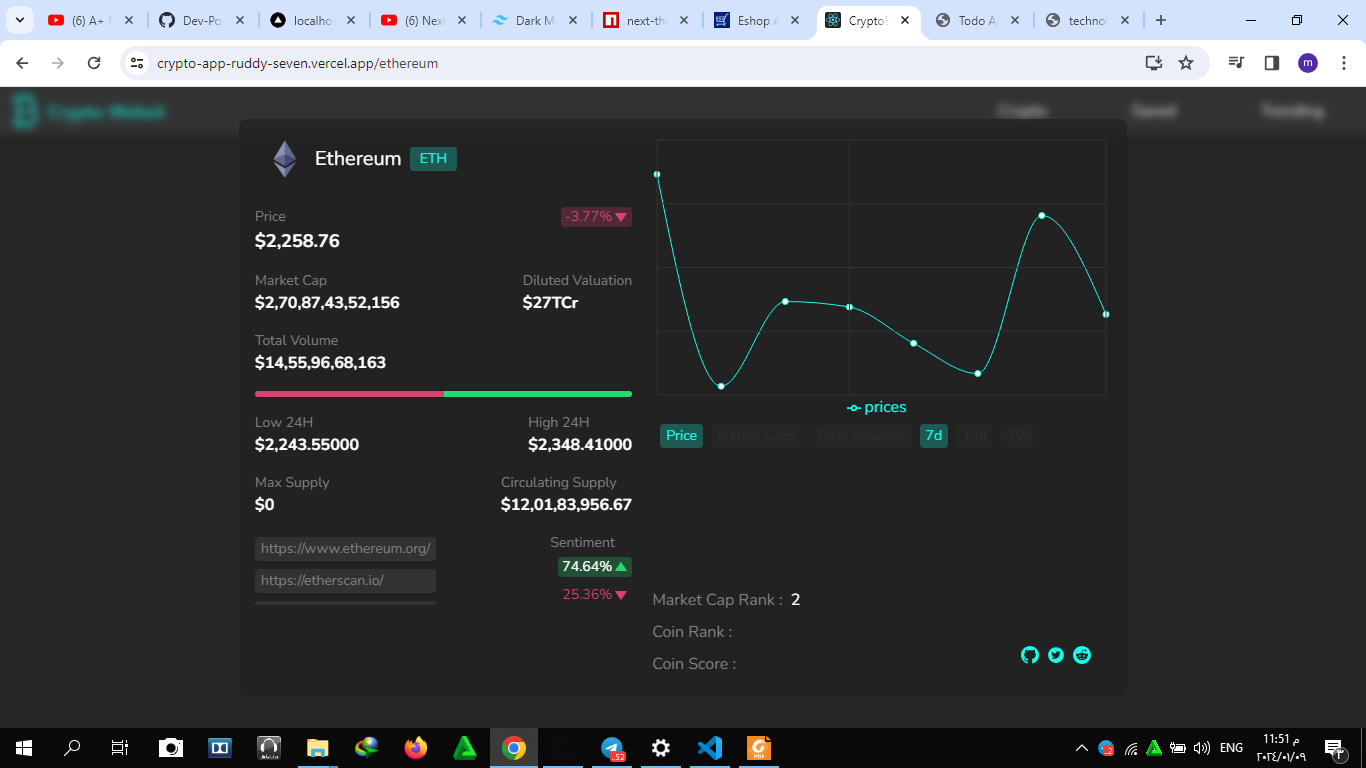 (6) A+ M
Dev-Po
localho
(6) Next
Dark M
next-th
Eshop A
CryptoB
Todo A
technol
crypto-app-ruddy-seven.vercel.app/ethereum
m
Crypto Websit
Crypto
Saved
Trending
Ethereum ETH
Price
-3.77%
$2,258.76
Market Cap
Diluted Valuation
$2,70,87,43,52,156
$27TCr
Total Volume
$14,55,96,68,163
Low 24H
High 24H
$2,243.55000
$2,348.41000
Max Supply
Circulating Supply
$0
$12,01,83,956.67
https://www.ethereum.org/
https://etherscan.io/
Sentiment
74.64%
25.36%
prices
Price
Market Caps
Total Volumes
7d
14d
30d
Market Cap Rank : 2
Coin Rank :
Coin Score :
ENG
11:51 م
٢٠٢٤/٠١/٠٩